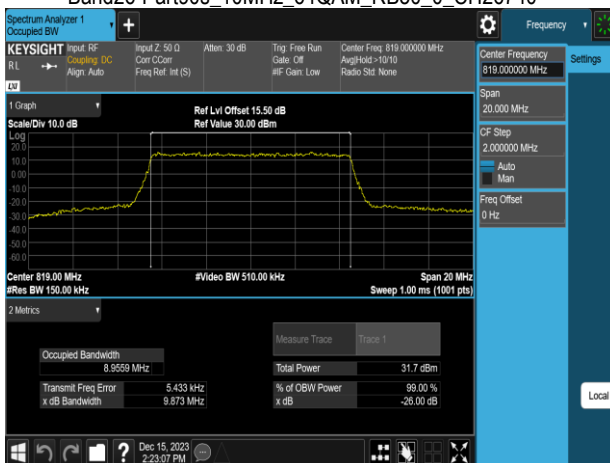 Spectrum Analyzer 1
Occupied BW
Frequency
KEYSIGHT
RL
Input: RF
Coupling: DC
Align: Auto
Input Z: 50 Ω
Corr CCorr
Freq Ref: Int (S)
Atten: 30 dB
Trig: Free Run
Gate: Off
#IF Gain: Low
Center Freq: 819.000000 MHz
Avg|Hold:>10/10
Radio Std: None
LXI
Center Frequency
819.000000 MHz
Settings
Span
20.000 MHz
CF Step
2.000000 MHz
Auto
Man
Freq Offset
0 Hz
1 Graph
Scale/Div 10.0 dB
Ref Lvl Offset 15.50 dB
Ref Value 30.00 dBm
Log
20.0
10.0
0.00
-10.0
-20.0
-30.0
-40.0
-50.0
-60.0
Center 819.00 MHz
#Video BW 510.00 kHz
Span 20 MHz
#Res BW 150.00 kHz
Sweep 1.00 ms (1001 pts)
2 Metrics
Measure Trace
Trace 1
Occupied Bandwidth
8.9559 MHz
Total Power
31.7 dBm
Transmit Freq Error
5.433 kHz
% of OBW Power
99.00 %
x dB Bandwidth
9.873 MHz
x dB
-26.00 dB
Local
?
Dec 15, 2023
2:23:07 PM